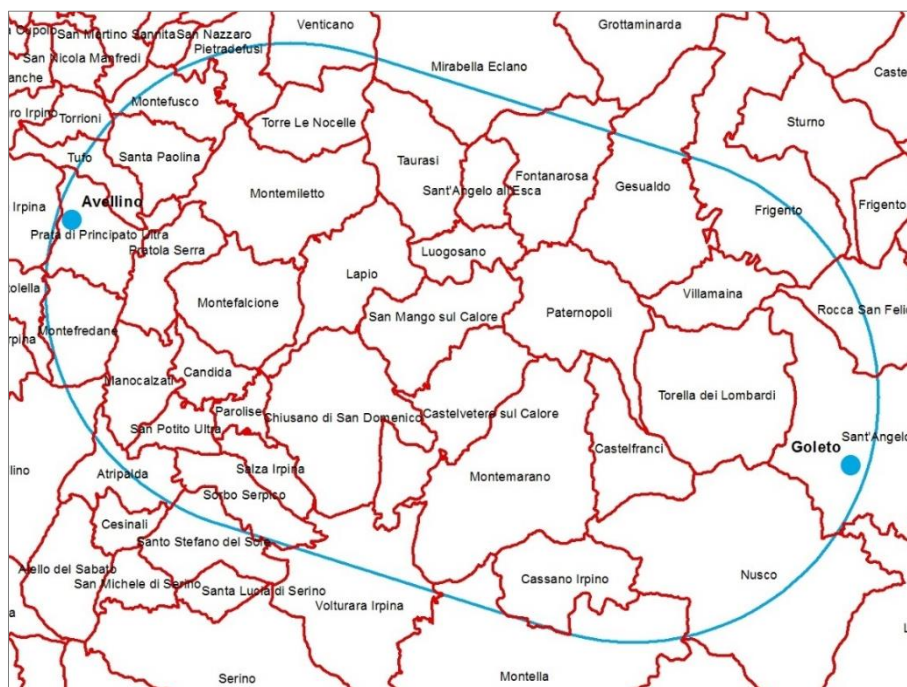 Venticano
Grottaminarda
San Martino Sannita
San Nazzaro
Pietradefusi
San Nicola Manfredi
Mirabella Eclano
Montefusco
Torrioni
Torre Le Nocelle
Sturno
Tufo
Santa Paolina
Taurasi
Fontanarosa
Sant'Angelo all'Esca
Gesualdo
Montemiletto
Avellino
Irpina
Frigento
Frigento
Prata di Principato Ultra
Pratola Serra
Luogosano
Lapio
Villamaina
Montefalcione
San Mango sul Calore
Paternopoli
Rocca San Felic
Montefredane
Manocalzati
Candida
Torella dei Lombardi
Parolise
Chiusano di San Domenico
Castelvetere sul Calore
San Potito Ultra
Castelfranci
Goleto
Sant'Angelo
Atripalda
Salza Irpina
Montemarano
Sorbo Serpico
Cesinali
Santo Stefano del Sole
Aiello del Sabato
San Michele di Serino
Santa Lucia di Serino
Cassano Irpino
Nusco
Volturara Irpina
Serino
Montella